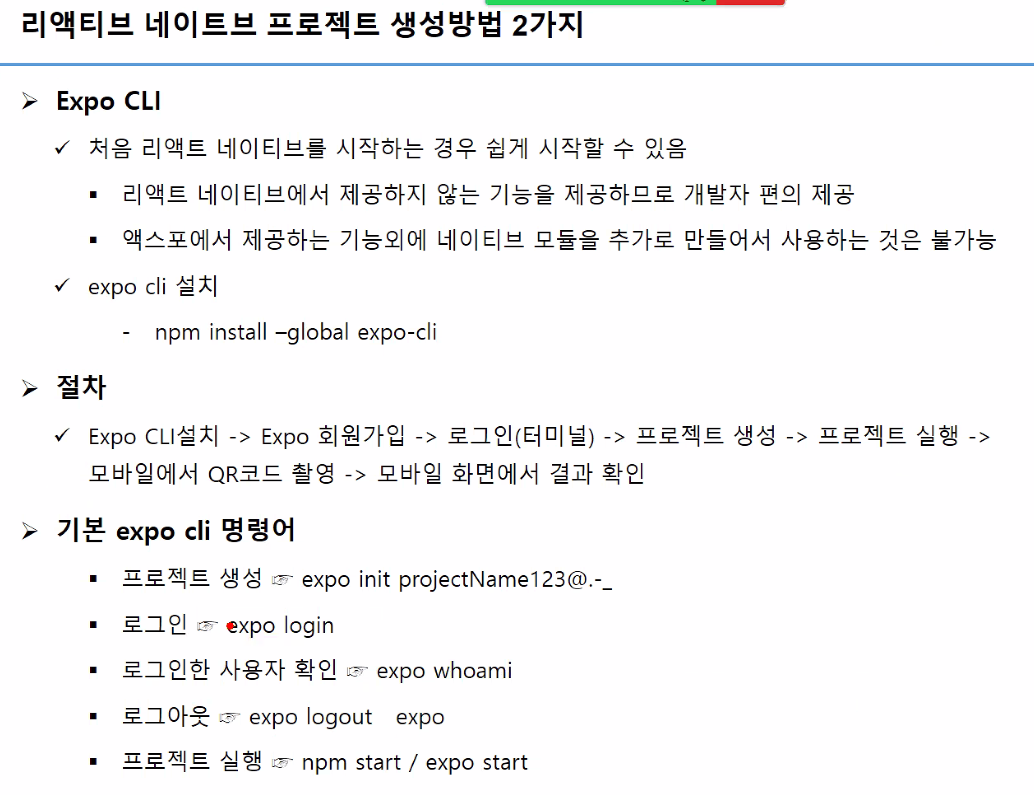 리액티브 네이트브 프로젝트 생성방법 2가지
➢ Expo CLI
✓ 처음 리액트 네이티브를 시작하는 경우 쉽게 시작할 수 있음
▪ 리액트 네이티브에서 제공하지 않는 기능을 제공하므로 개발자 편의 제공
▪ 액스포에서 제공하는 기능외에 네이티브 모듈을 추가로 만들어서 사용하는 것은 불가능
✓ expo cli 설치
- npm install –global expo-cli
➢ 절차
✓ Expo CLI설치 -> Expo 회원가입 -> 로그인(터미널) -> 프로젝트 생성 -> 프로젝트 실행 ->
모바일에서 QR코드 촬영 -> 모바일 화면에서 결과 확인
➢ 기본 expo cli 명령어
▪ 프로젝트 생성 ☞ expo init projectName123@.-_
▪ 로그인 ☞ expo login
▪ 로그인한 사용자 확인 ☞ expo whoami
▪ 로그아웃 ☞ expo logout expo
▪ 프로젝트 실행 ☞ npm start / expo start